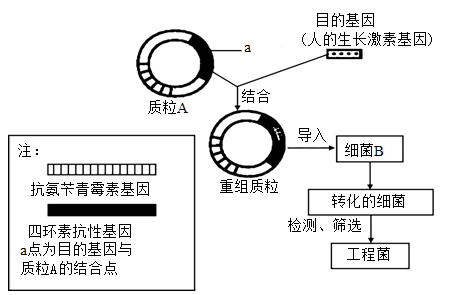 a
目的基因
(人的生长激素基因)
质粒A
结合
重组质粒
导入
细菌B
转化的细菌
检测、筛选
工程菌
注：
抗氨苄青霉素基因
四环素抗性基因
a点为目的基因与
质粒A的结合点